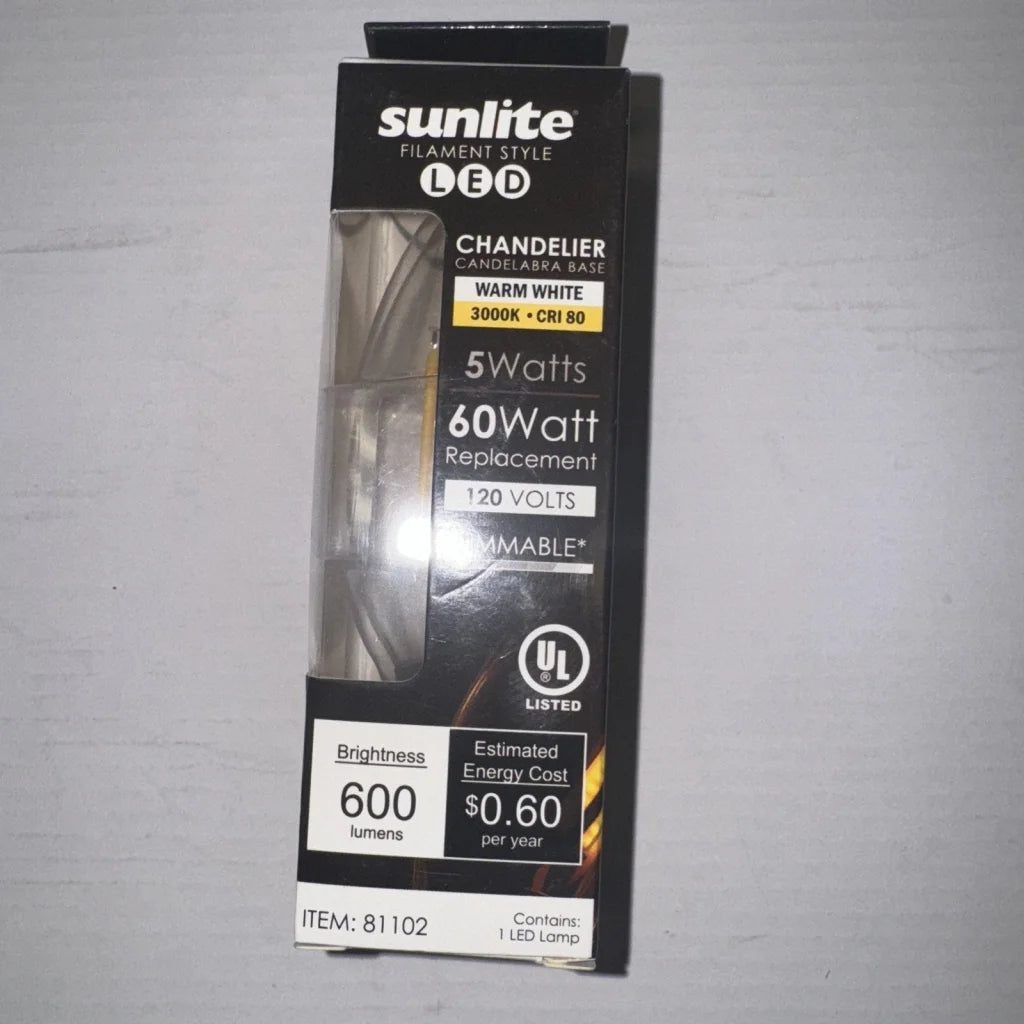 sunlite®
FILAMENT STYLE
LED
CHANDELIER
CANDELABRA BASE
WARM WHITE
3000K • CRI 80
5Watts
60Watt
Replacement
120 VOLTS
MMABLE*
UL
®
LISTED
Brightness
600
lumens
Estimated
Energy Cost
$0.60
per year
ITEM: 81102
Contains:
1 LED Lamp